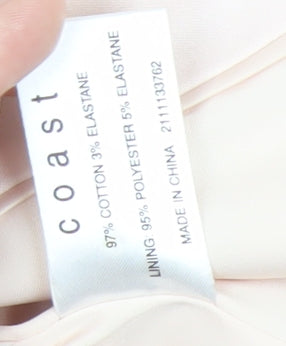 coast
97% COTTON 3% ELASTANE
LINING 95% POLYESTER 5% ELASTANE
MADE IN CHINA 2111133762